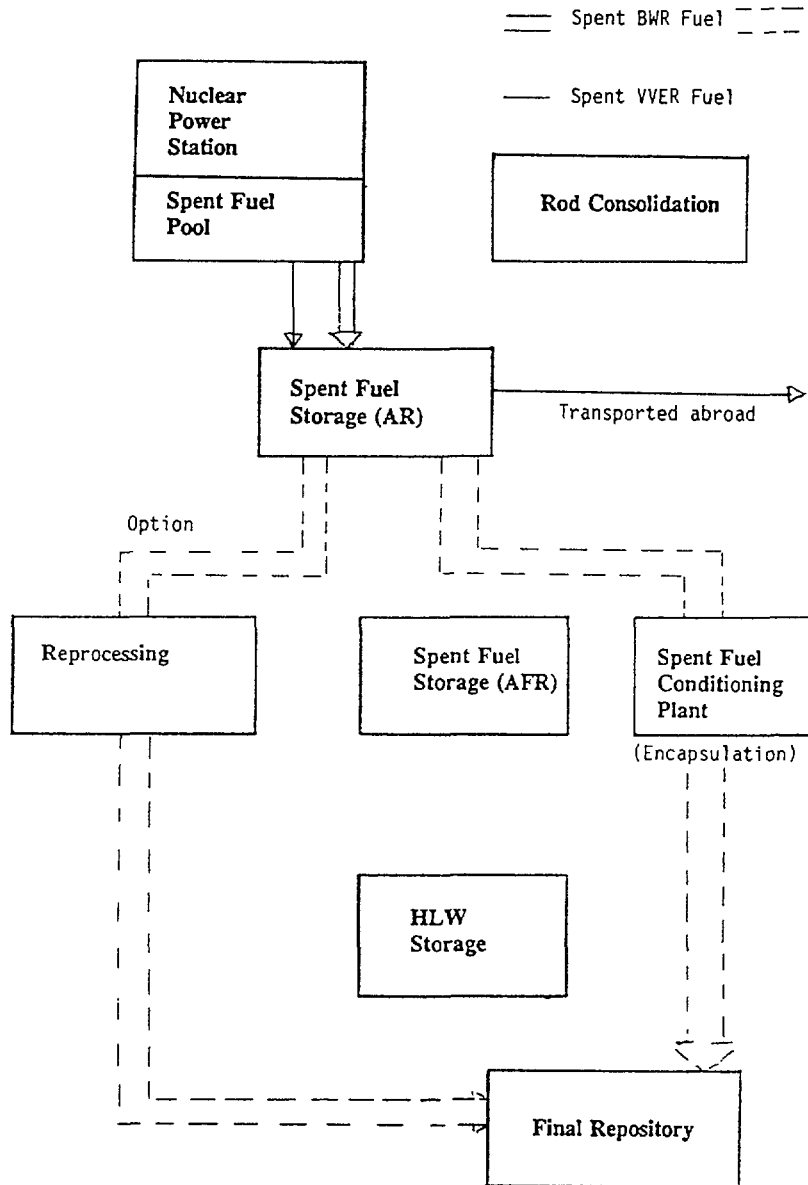 Spent BWR Fuel
Spent VVER Fuel
Nuclear
Power
Station
Spent Fuel
Pool
Rod Consolidation
Spent Fuel
Storage (AR)
Transported abroad
Option
Reprocessing
Spent Fuel
Storage (AFR)
Spent Fuel
Conditioning
Plant
(Encapsulation)
HLW
Storage
Final Repository